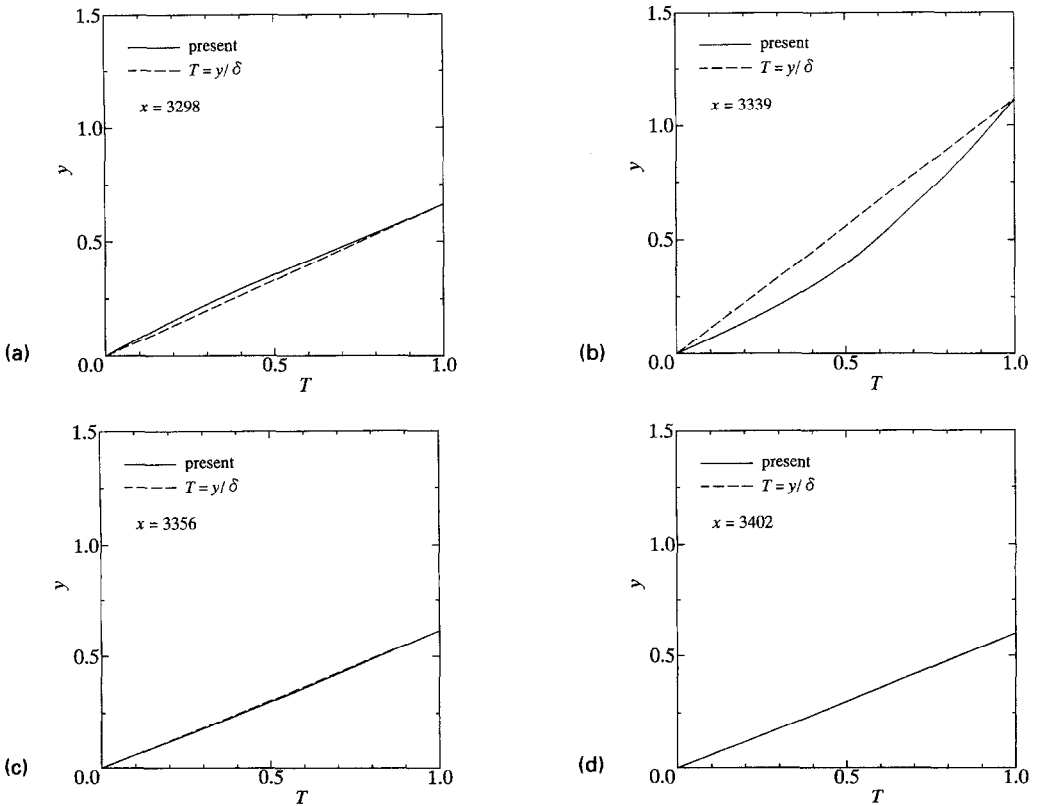 1.5
present
T = y/ δ
x = 3298
1.0
y
0.5
0.0
0.5
1.0
T
(a)
1.5
present
T = y/ δ
x = 3339
1.0
y
0.5
0.0
0.5
1.0
T
(b)
1.5
present
T = y/ δ
x = 3356
1.0
y
0.5
0.0
0.5
1.0
T
(c)
1.5
present
T = y/ δ
x = 3402
1.0
y
0.5
0.0
0.5
1.0
T
(d)